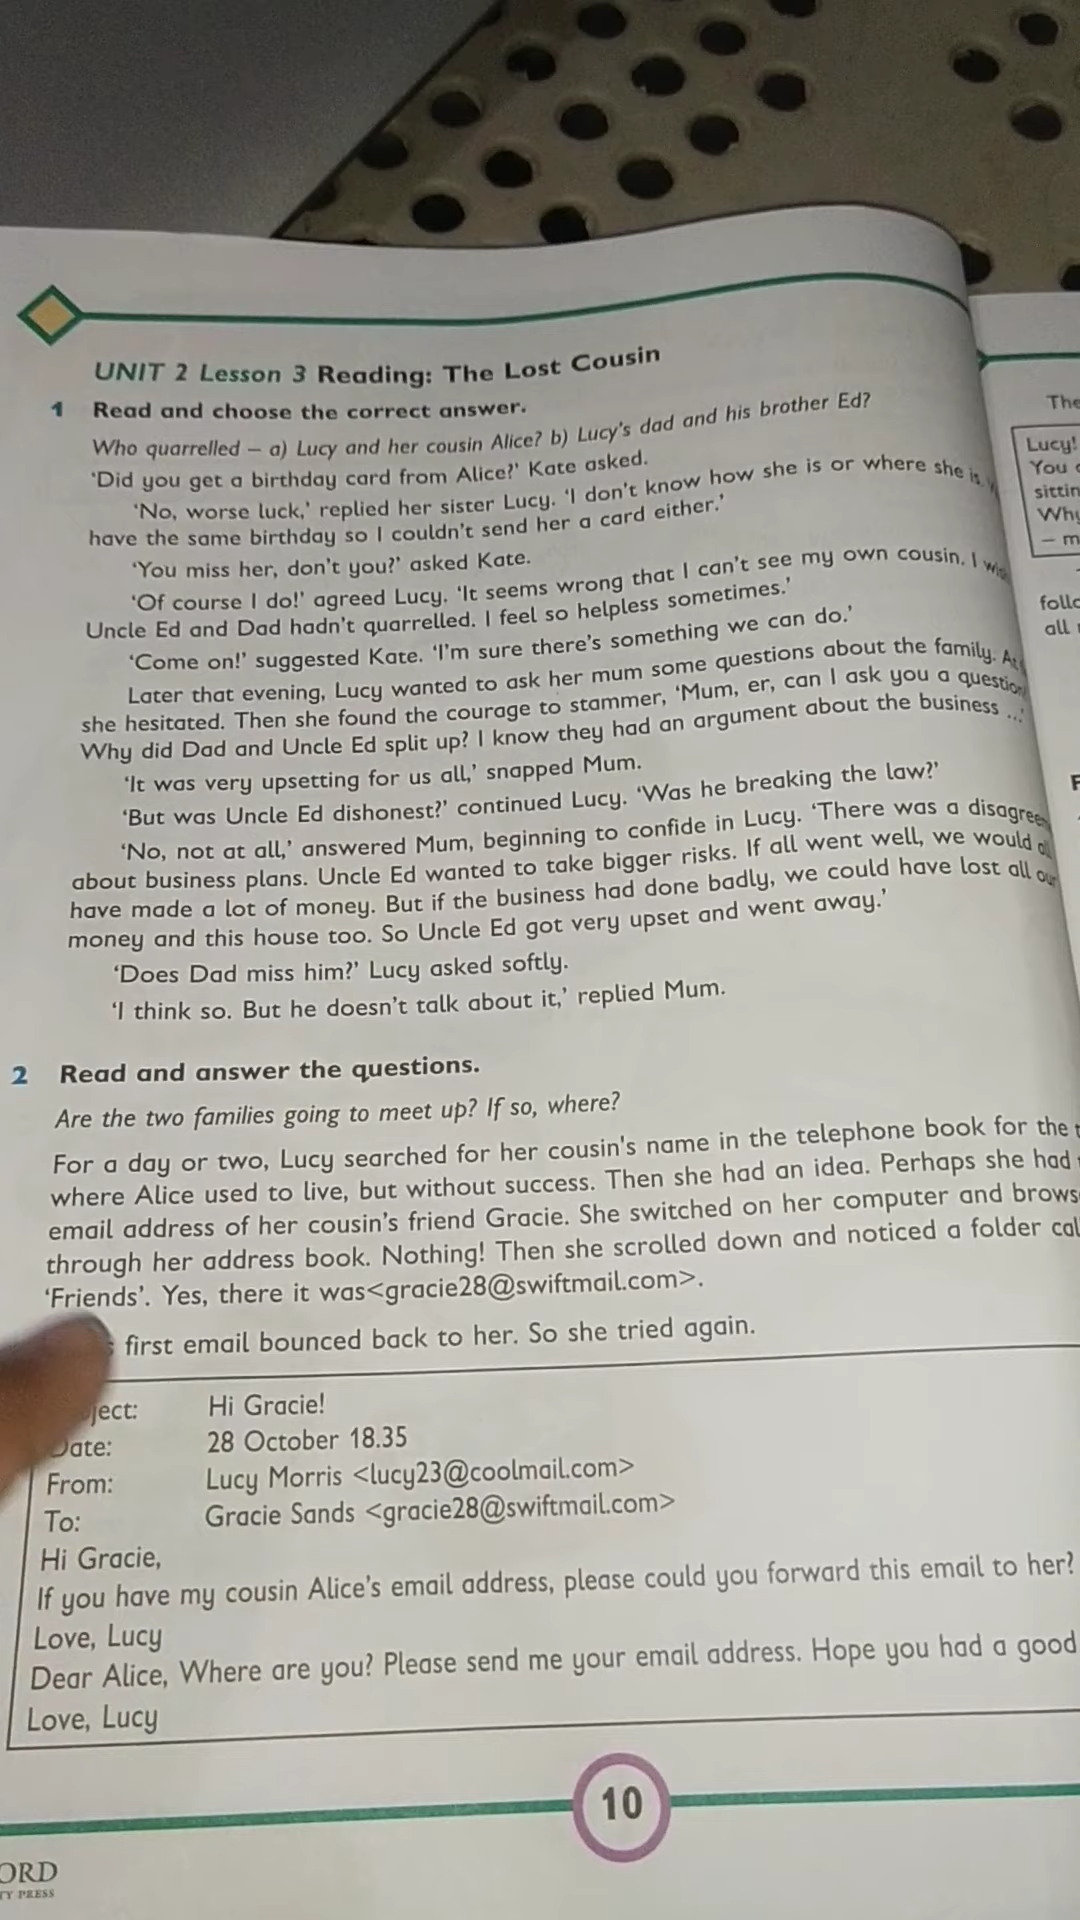 UNIT 2 Lesson 3 Reading: The Lost Cousin
1 Read and choose the correct answer.
Who quarrelled – a) Lucy and her cousin Alice? b) Lucy's dad and his brother Ed?
'Did you get a birthday card from Alice?' Kate asked.
'No, worse luck,' replied her sister Lucy. 'I don't know how she is or where she is.
have the same birthday so I couldn't send her a card either.'
'You miss her, don't you?' asked Kate.
'Of course I do!' agreed Lucy. 'It seems wrong that I can't see my own cousin. I
Uncle Ed and Dad hadn't quarrelled. I feel so helpless sometimes.'
'Come on!' suggested Kate. 'I'm sure there's something we can do.'
Later that evening, Lucy wanted to ask her mum some questions about the family.
she hesitated. Then she found the courage to stammer, 'Mum, er, can I ask you a question
Why did Dad and Uncle Ed split up? I know they had an argument about the business ...'
'It was very upsetting for us all,' snapped Mum.
'But was Uncle Ed dishonest?' continued Lucy. 'Was he breaking the law?'
'No, not at all,' answered Mum, beginning to confide in Lucy. 'There was a
about business plans. Uncle Ed wanted to take bigger risks. If all went well, we would
have made a lot of money. But if the business had done badly, we could have lost all our
money and this house too. So Uncle Ed got very upset and went away.'
'Does Dad miss him?' Lucy asked softly.
'I think so. But he doesn't talk about it,' replied Mum.
2 Read and answer the questions.
Are the two families going to meet up? If so, where?
For a day or two, Lucy searched for her cousin's name in the telephone book for the
where Alice used to live, but without success. Then she had an idea. Perhaps she had
email address of her cousin's friend Gracie. She switched on her computer and
through her address book. Nothing! Then she scrolled down and noticed a folder
'Friends'. Yes, there it was<gracie28@swiftmail.com>.
first email bounced back to her. So she tried again.
Hi Gracie!
Date: 28 October 18.35
From: Lucy Morris <lucy23@coolmail.com>
To: Gracie Sands <gracie28@swiftmail.com>
Hi Gracie,
If you have my cousin Alice's email address, please could you forward this email to her?
Love, Lucy
Dear Alice, Where are you? Please send me your email address. Hope you had a good
Love, Lucy
10
The
Lucy!
You
Why
all
PRESS